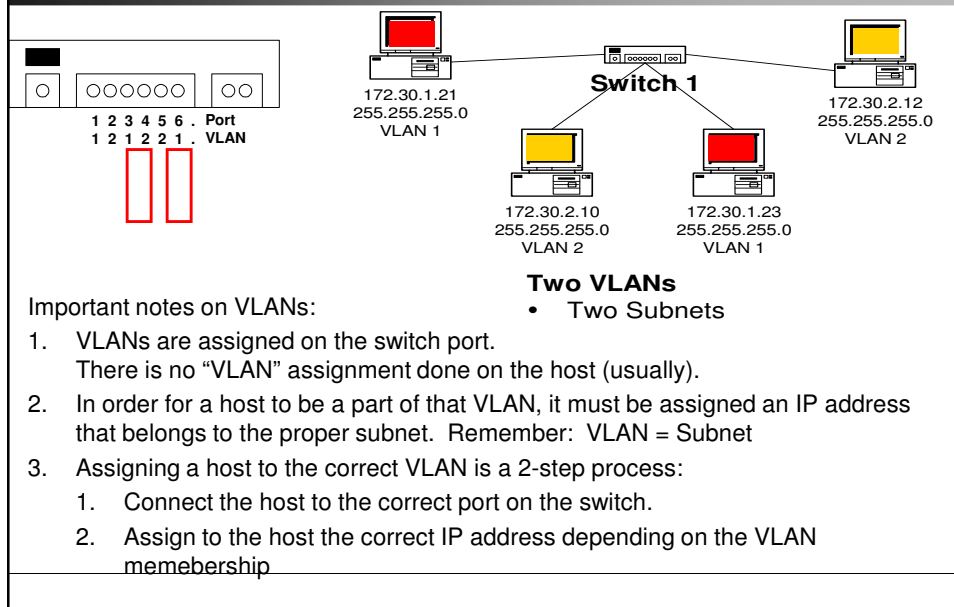 1 2 3 4 5 6 . Port
1 2 1 2 2 1 . VLAN
172.30.1.21
255.255.255.0
VLAN 1
Switch 1
172.30.2.12
255.255.255.0
VLAN 2
172.30.2.10
255.255.255.0
VLAN 2
172.30.1.23
255.255.255.0
VLAN 1
Two VLANs
• Two Subnets
Important notes on VLANs:
1. VLANs are assigned on the switch port.
There is no “VLAN” assignment done on the host (usually).
2. In order for a host to be a part of that VLAN, it must be assigned an IP address
that belongs to the proper subnet. Remember: VLAN = Subnet
3. Assigning a host to the correct VLAN is a 2-step process:
1. Connect the host to the correct port on the switch.
2. Assign to the host the correct IP address depending on the VLAN
memebership